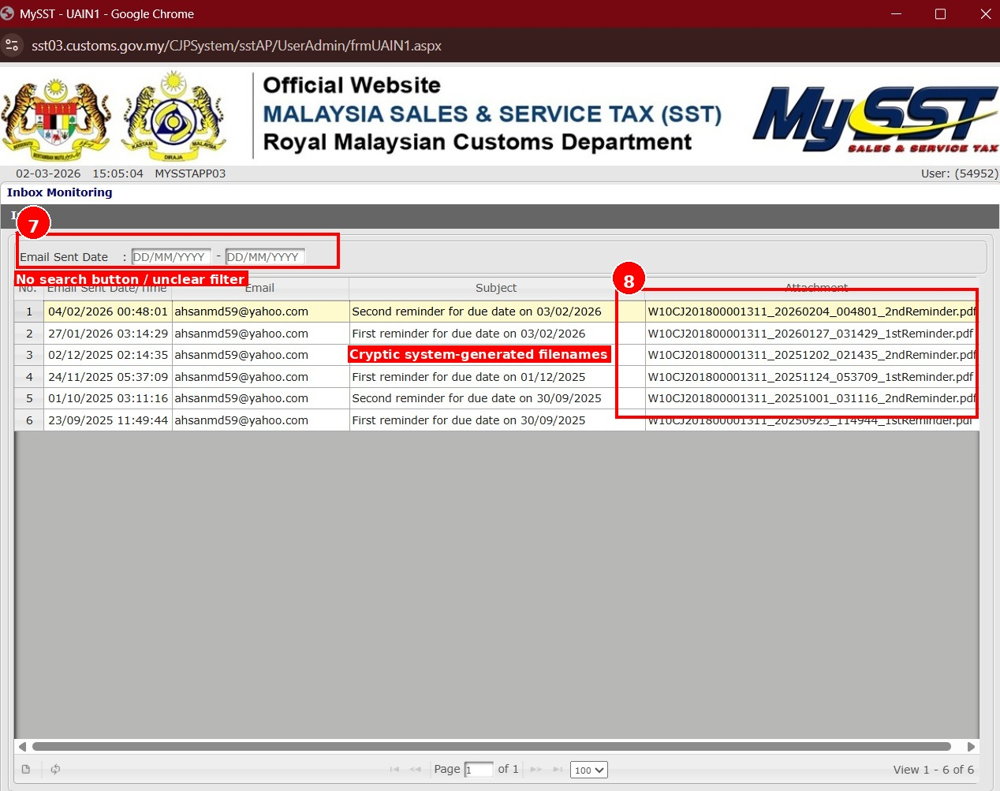 MySST - UAIN1 - Google Chrome
sst03.customs.gov.my/CJPSystem/sstAP/UserAdmin/frmUAIN1.aspx
Official Website
MALAYSIA SALES & SERVICE TAX (SST)
Royal Malaysian Customs Department
MySST
SALES & SERVICE TAX
02-03-2026 15:05:04 MYSSTAPP03 User: (54952)
Inbox Monitoring
7
Email Sent Date : DD/MM/YYYY - DD/MM/YYYY
No search button / unclear filter
8
No. Email Sent Date/Time Email Subject Attachment
1 04/02/2026 00:48:01 ahsanmd59@yahoo.com Second reminder for due date on 03/02/2026 W10CJ201800001311_20260204_004801_2ndReminder.pdf
2 27/01/2026 03:14:29 ahsanmd59@yahoo.com First reminder for due date on 03/02/2026 W10CJ201800001311_20260127_031429_1stReminder.pdf
3 02/12/2025 02:14:35 ahsanmd59@yahoo.com Cryptic system-generated filenames W10CJ201800001311_20251202_021435_2ndReminder.pdf
4 24/11/2025 05:37:09 ahsanmd59@yahoo.com First reminder for due date on 01/12/2025 W10CJ201800001311_20251124_053709_1stReminder.pdf
5 01/10/2025 03:11:16 ahsanmd59@yahoo.com Second reminder for due date on 30/09/2025 W10CJ201800001311_20251001_031116_2ndReminder.pdf
6 23/09/2025 11:49:44 ahsanmd59@yahoo.com First reminder for due date on 30/09/2025 W10CJ201800001311_20250923_114944_1stReminder.pdf
Page 1 of 1 100 View 1 - 6 of 6